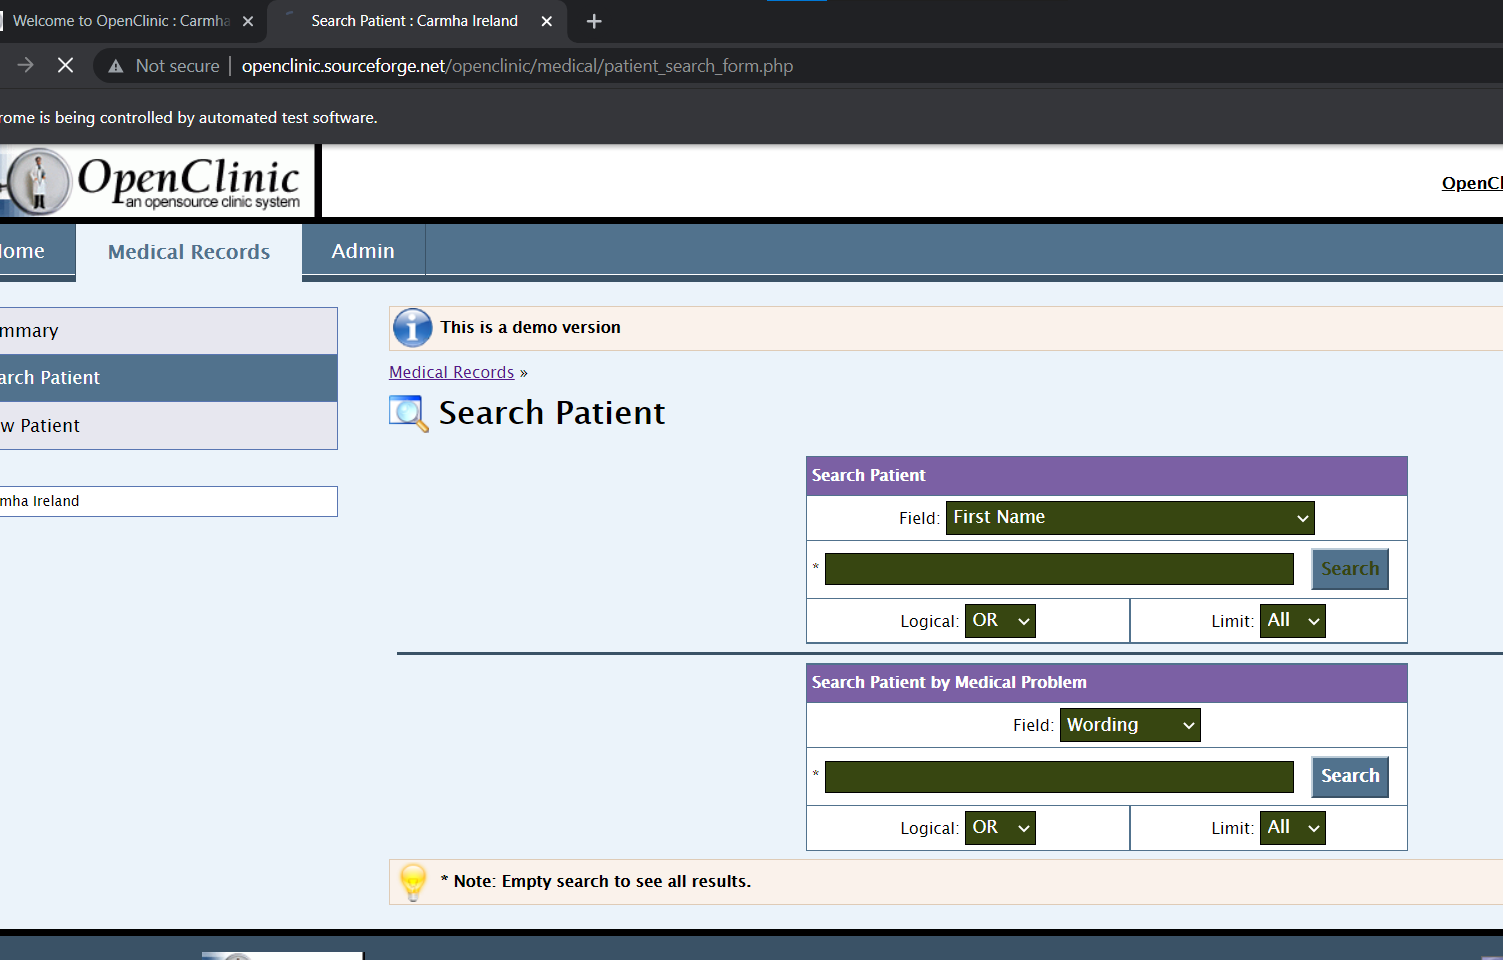 Welcome to OpenClinic : Carmha
Search Patient : Carmha Ireland
Not secure
openclinic.sourceforge.net/openclinic/medical/patient_search_form.php
rome is being controlled by automated test software.
OpenClinic
an opensource clinic system
OpenCl
ome
Medical Records
Admin
mmary
arch Patient
w Patient
mha Ireland
This is a demo version
Medical Records »
Search Patient
Search Patient
Field: First Name
* Search
Logical: OR Limit: All
Search Patient by Medical Problem
Field: Wording
* Search
Logical: OR Limit: All
* Note: Empty search to see all results.